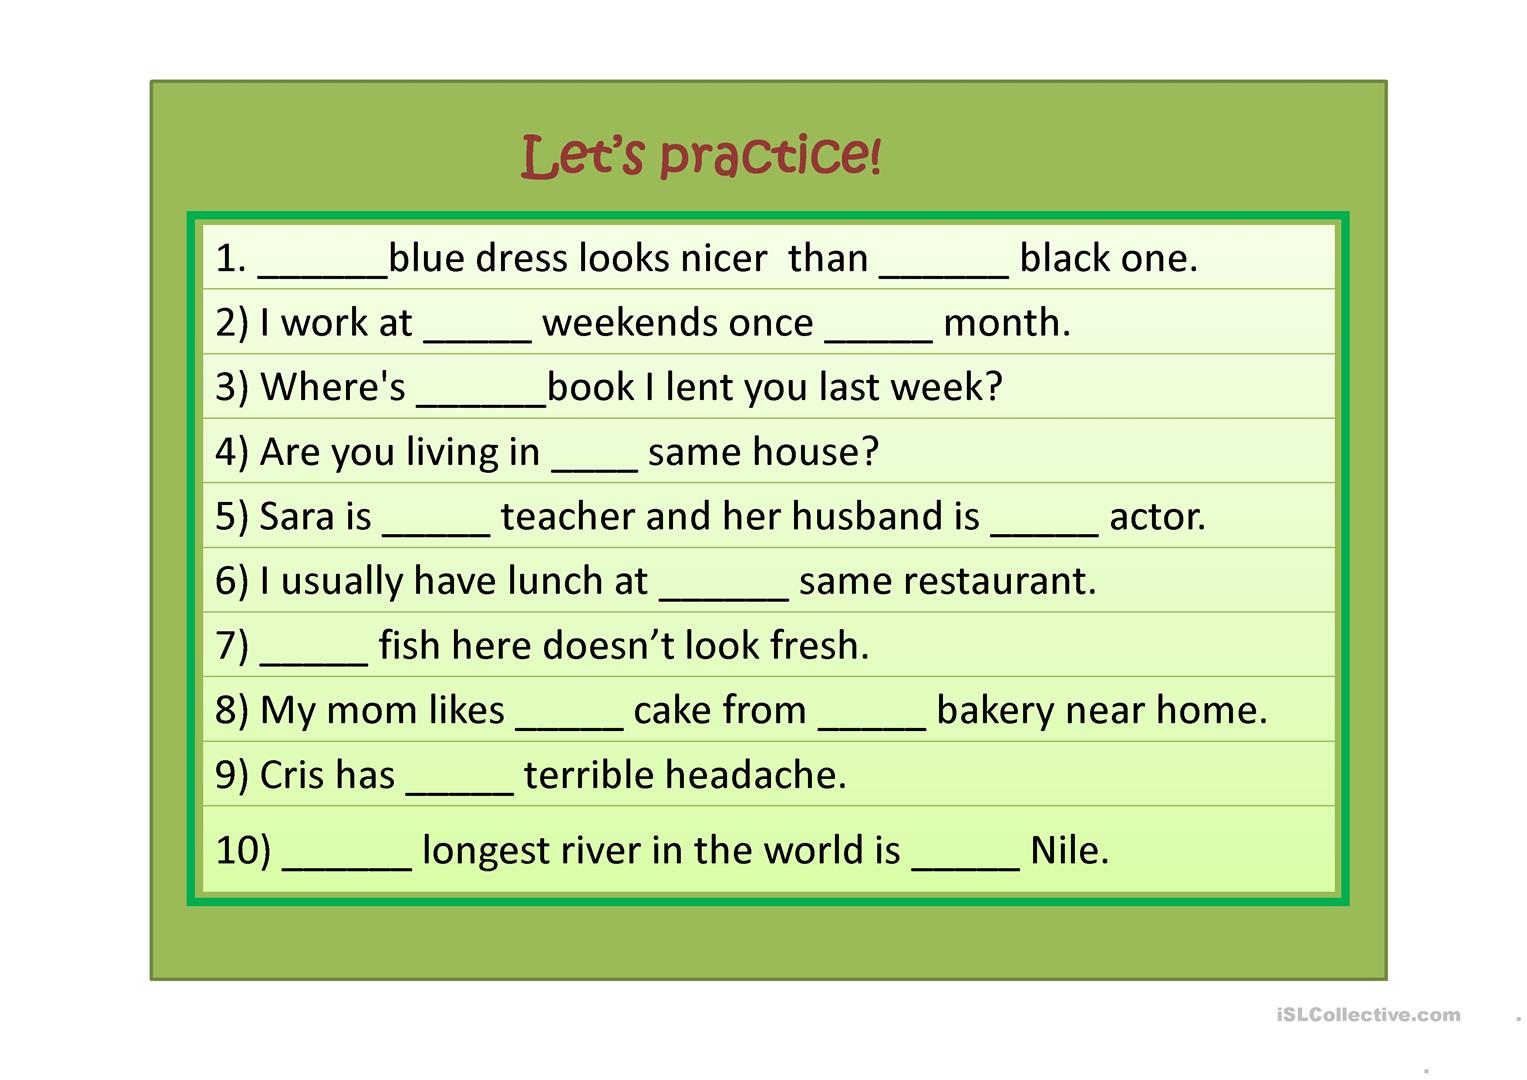 Let's practice!
1. ______blue dress looks nicer  than ______ black one.
2) I work at _____ weekends once _____ month.
3) Where's ______book I lent you last week?
4) Are you living in ____ same house?
5) Sara is _____ teacher and her husband is _____ actor.
6) I usually have lunch at ______ same restaurant.
7) _____ fish here doesn’t look fresh.
8) My mom likes _____ cake from _____ bakery near home.
9) Cris has _____ terrible headache.
10) ______ longest river in the world is _____ Nile.
iSLCollective.com